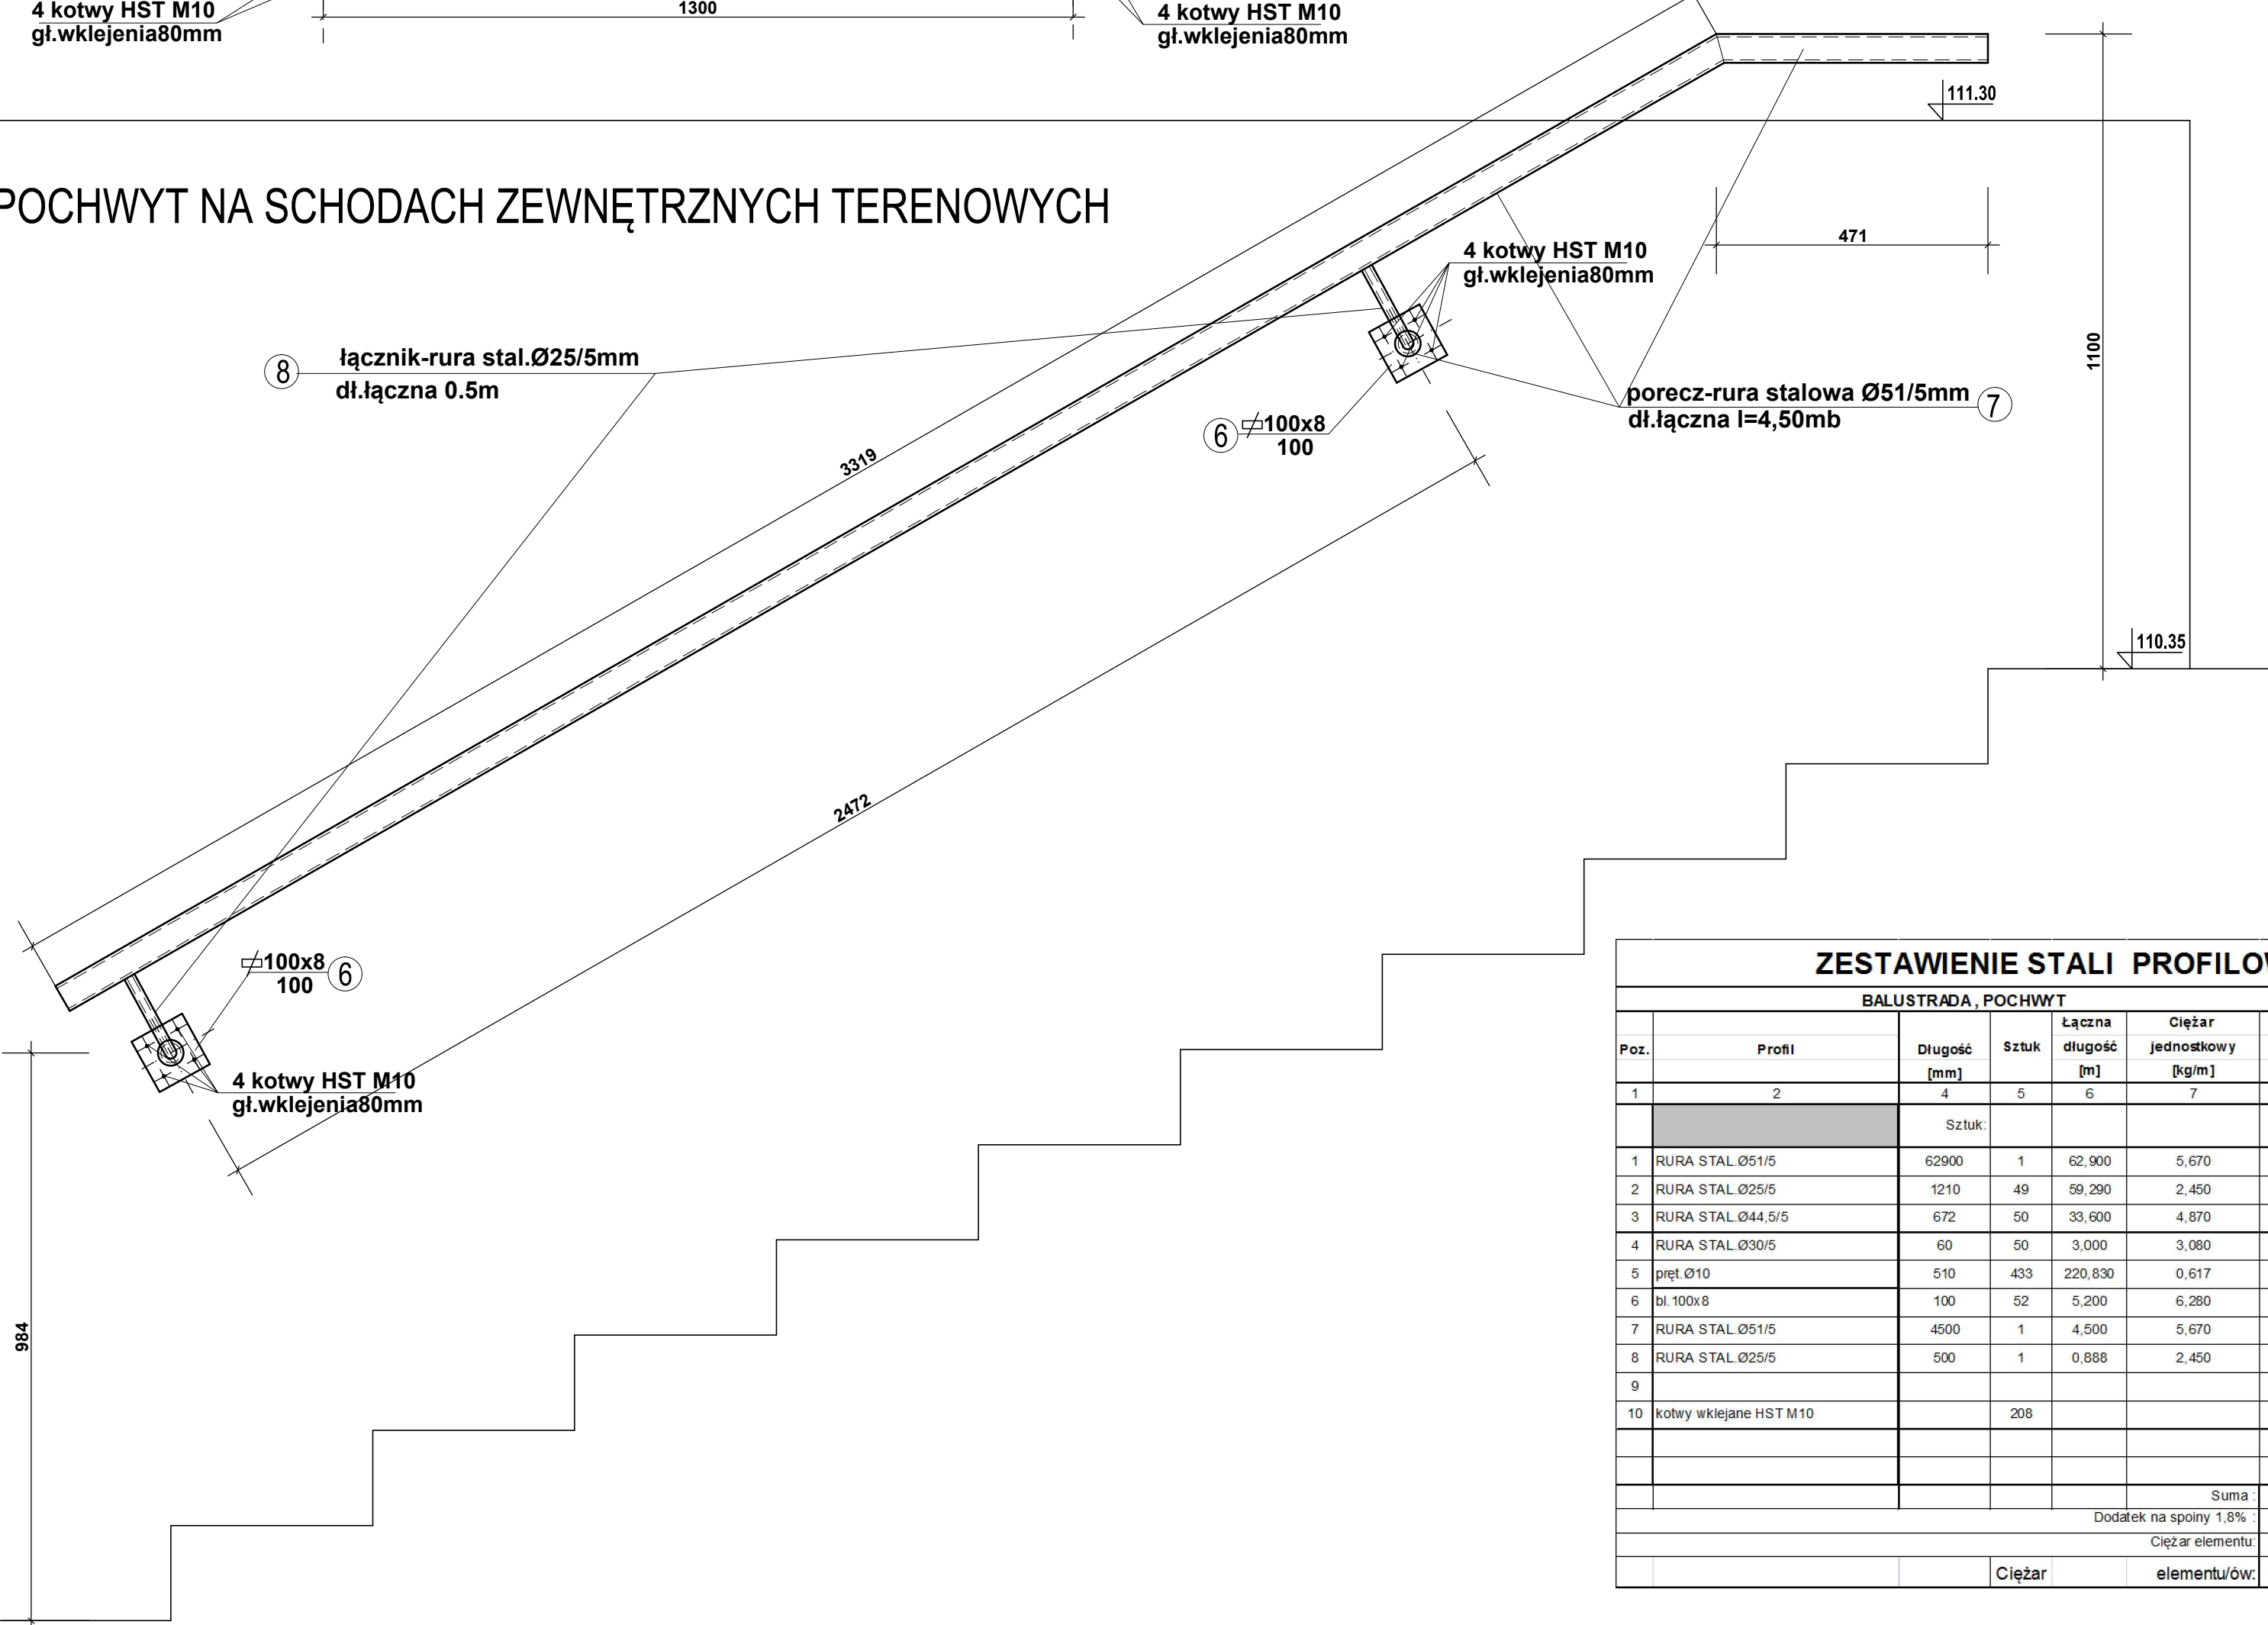 4 kotwy HST M10
gł.wklejenia80mm
1300
4 kotwy HST M10
gł.wklejenia80mm
111.30
POCHWYT NA SCHODACH ZEWNĘTRZNYCH TERENOWYCH
471
4 kotwy HST M10
gł.wklejenia80mm
1100
8
łącznik-rura stal.Ø25/5mm
dł.łączna 0.5m
porecz-rura stalowa Ø51/5mm
dł.łączna l=4,50mb
7
6
100x8
100
3319
110.35
2472
100x8
100
6
4 kotwy HST M10
gł.wklejenia80mm
984
ZESTAWIENIE STALI PROFILOW
BALUSTRADA , POCHWYT
Poz. Profil Długość [mm] Sztuk Łączna długość [m] Ciężar jednostkowy [kg/m]
1 2 4 5 6 7
Sztuk:
1 RURA STAL.Ø51/5 62900 1 62,900 5,670
2 RURA STAL.Ø25/5 1210 49 59,290 2,450
3 RURA STAL.Ø44,5/5 672 50 33,600 4,870
4 RURA STAL.Ø30/5 60 50 3,000 3,080
5 pręt.Ø10 510 433 220,830 0,617
6 bl.100x8 100 52 5,200 6,280
7 RURA STAL.Ø51/5 4500 1 4,500 5,670
8 RURA STAL.Ø25/5 500 1 0,888 2,450
9
10 kotwy wklejane HST M10 208
Suma :
Dodatek na spoiny 1,8% :
Ciężar elementu:
Ciężar elementu/ów: